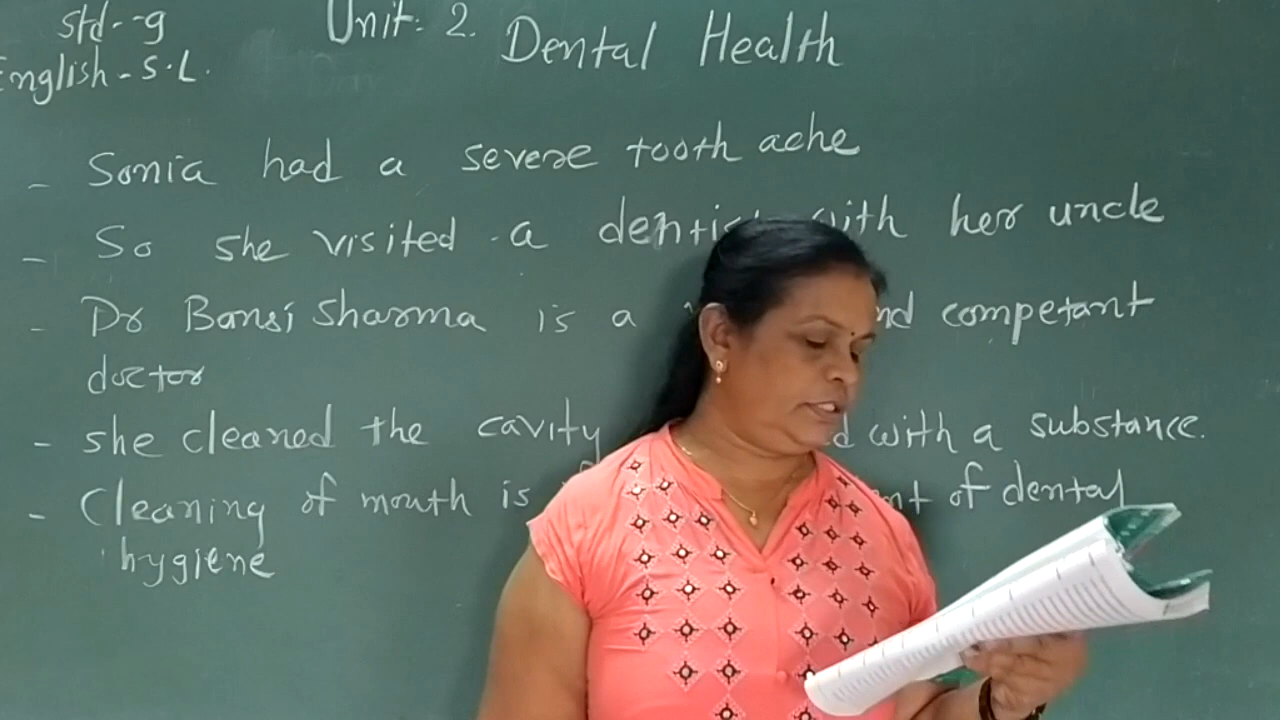 Std.-9 Unit. 2. Dental Health
English-S.L.
- Sonia had a severe tooth ache
- So she visited a with her uncle
- Dr Bansi Sharma is a competant
doctor
- she cleaned the cavity with a substance.
- Cleaning of mouth is of dental
hygiene